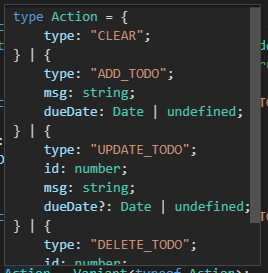 type Action = {
    type: "CLEAR";
} | {
    type: "ADD_TODO";
    msg: string;
    dueDate: Date | undefined;
} | {
    type: "UPDATE_TODO";
    id: number;
    msg: string;
    dueDate?: Date | undefined;
} | {
    type: "DELETE_TODO";
    id: number;